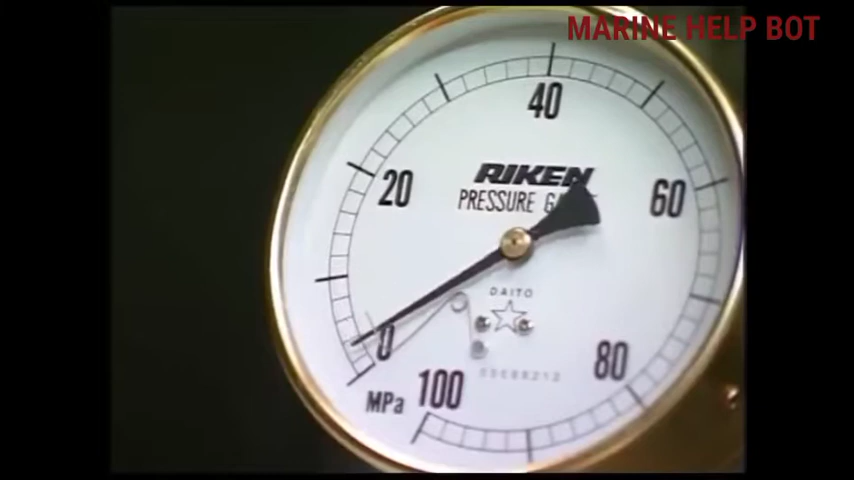 MARINE HELP BOT
40
RIKEN
20
PRESSURE
60
DAITO
0
80
100
MPa